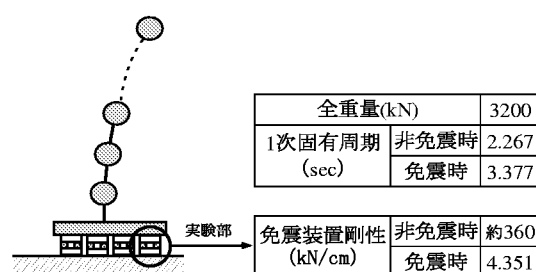 全重量(kN) 3200
1次固有周期 非免震時 2.267
(sec) 免震時 3.377
実験部
免震装置剛性 非免震時 約360
(kN/cm) 免震時 4.351